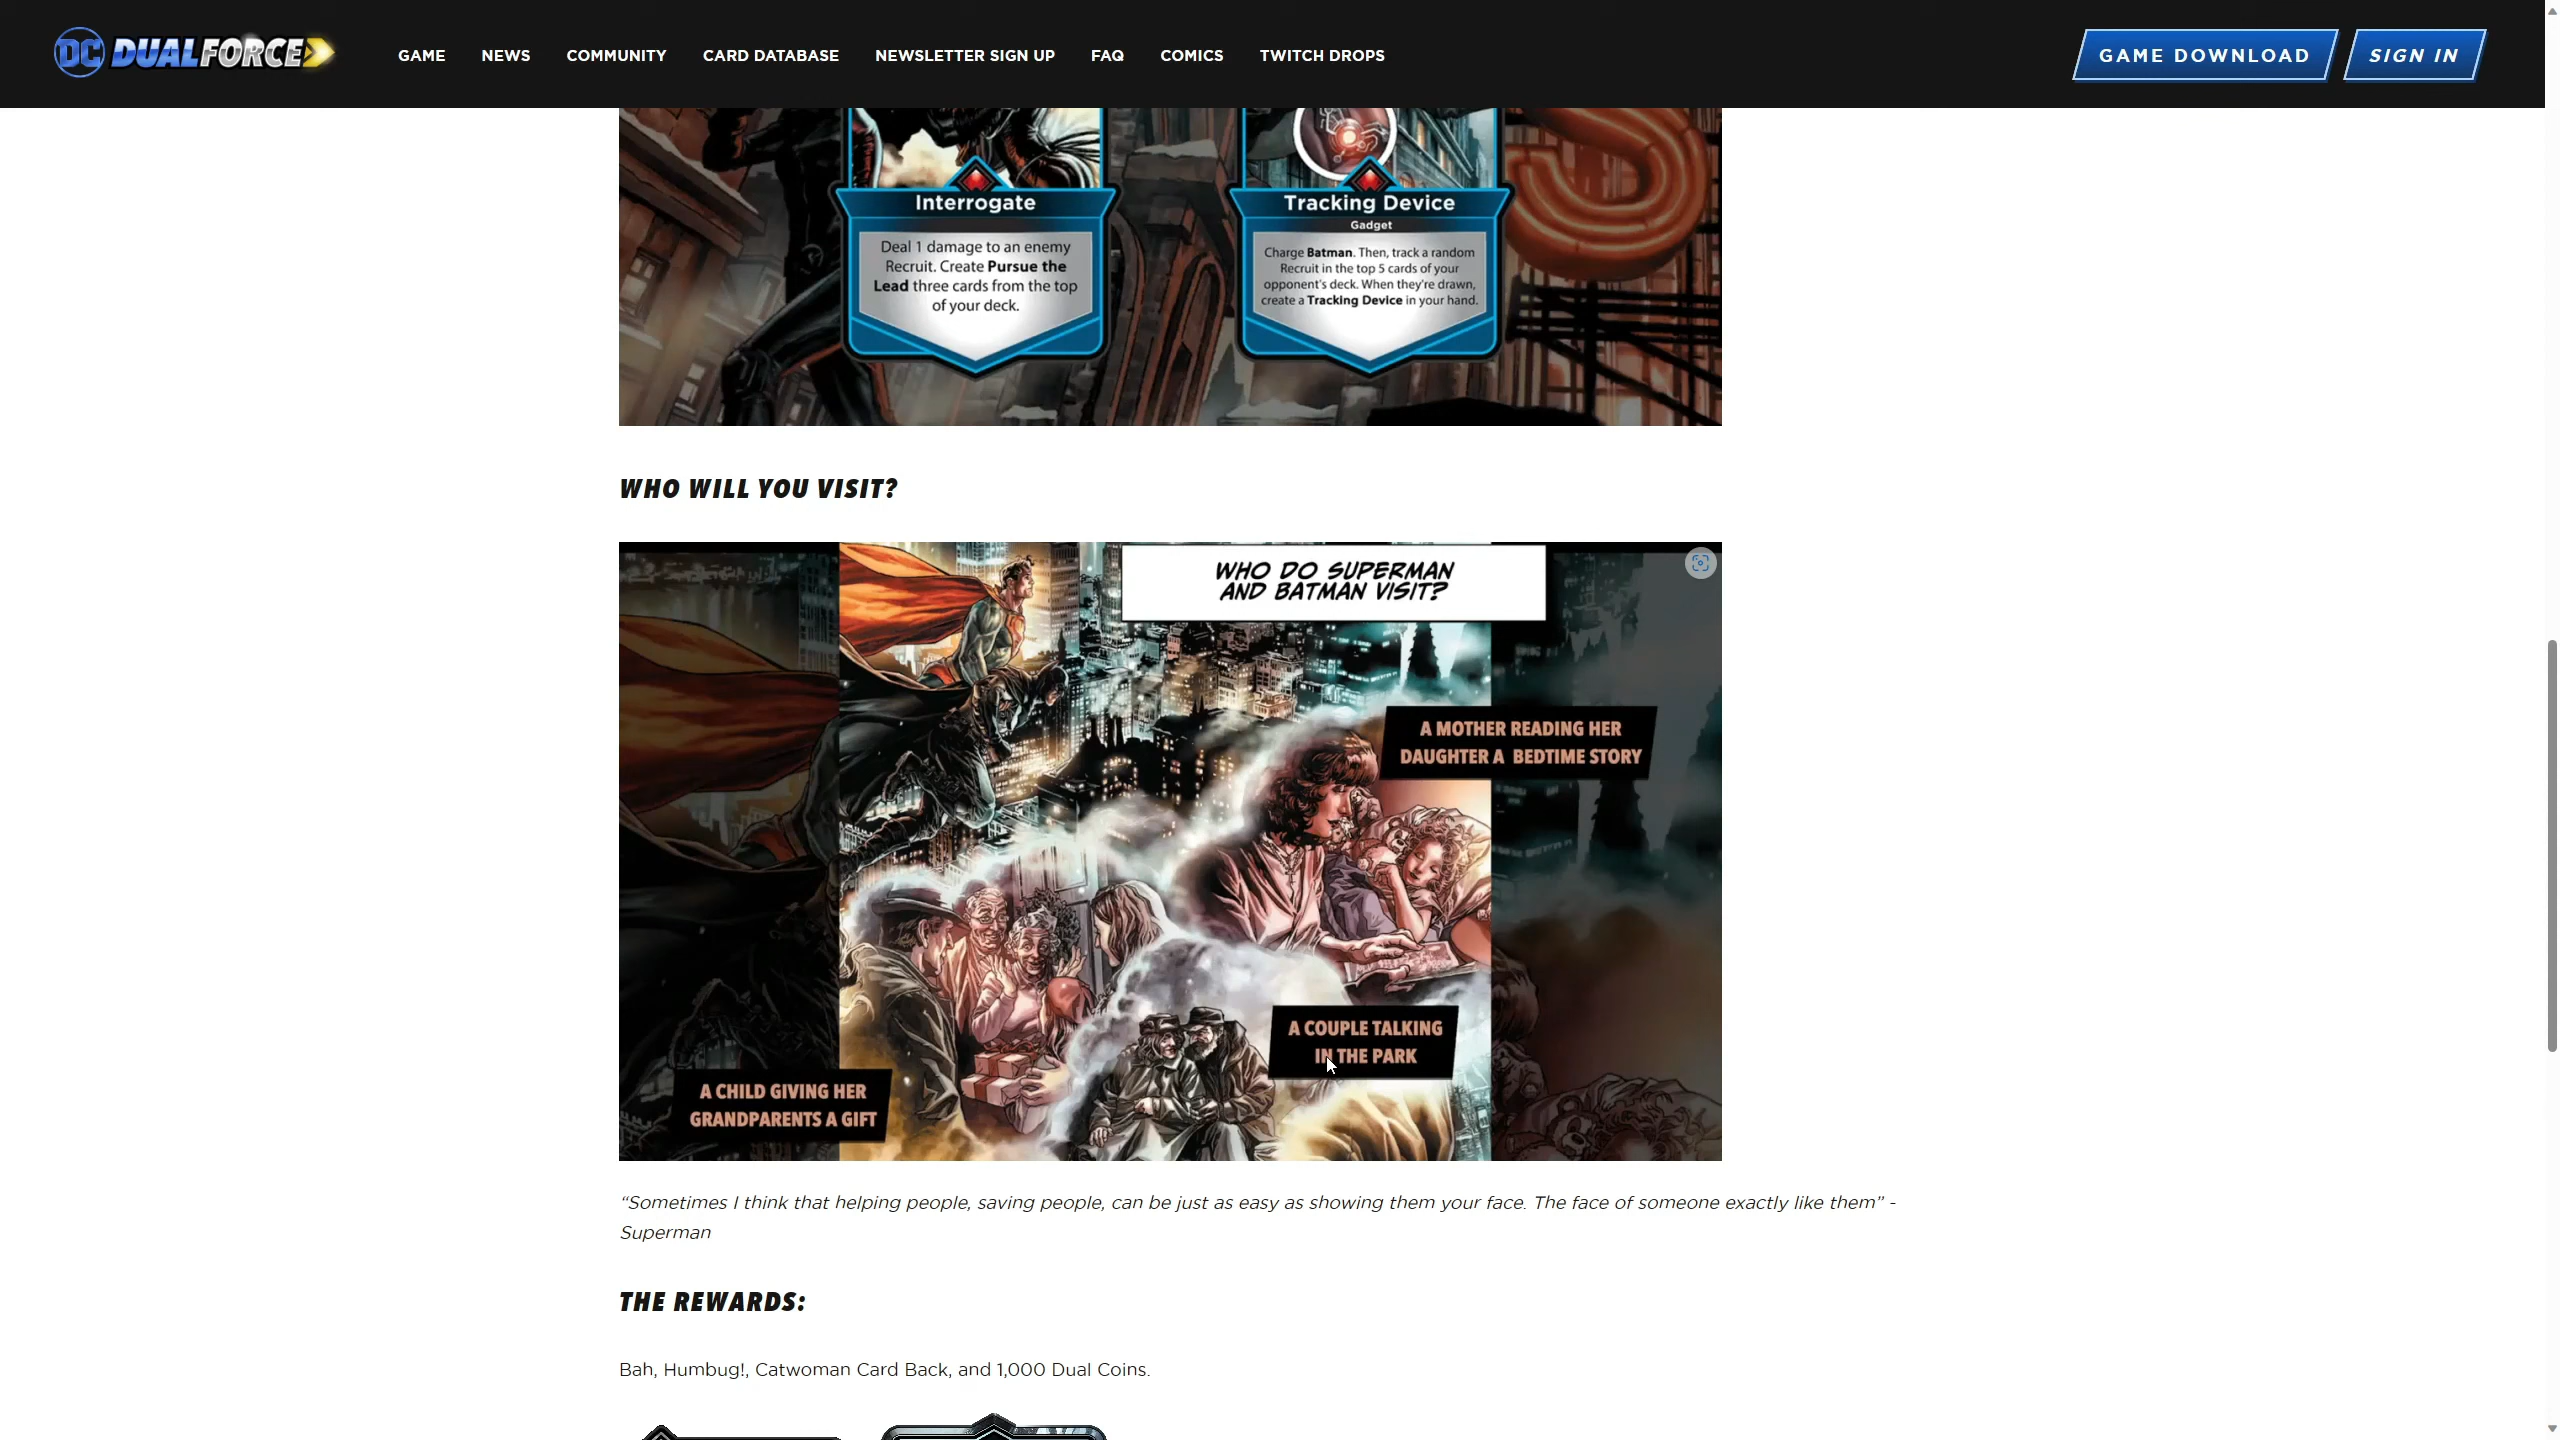 DC DUALFORCE
GAME
NEWS
COMMUNITY
CARD DATABASE
NEWSLETTER SIGN UP
FAQ
COMICS
TWITCH DROPS
GAME DOWNLOAD
SIGN IN
Interrogate
Deal 1 damage to an enemy
Recruit. Create Pursue the
Lead three cards from the top
of your deck.
Tracking Device
Gadget
Charge Batman. Then, track a random
Recruit in the top 5 cards of your
opponent's deck. When they're drawn,
create a Tracking Device in your hand.
WHO WILL YOU VISIT?
WHO DO SUPERMAN
AND BATMAN VISIT?
A MOTHER READING HER
DAUGHTER A BEDTIME STORY
A COUPLE TALKING
IN THE PARK
A CHILD GIVING HER
GRANDPARENTS A GIFT
“Sometimes I think that helping people, saving people, can be just as easy as showing them your face. The face of someone exactly like them” -
Superman
THE REWARDS:
Bah, Humbug!, Catwoman Card Back, and 1,000 Dual Coins.